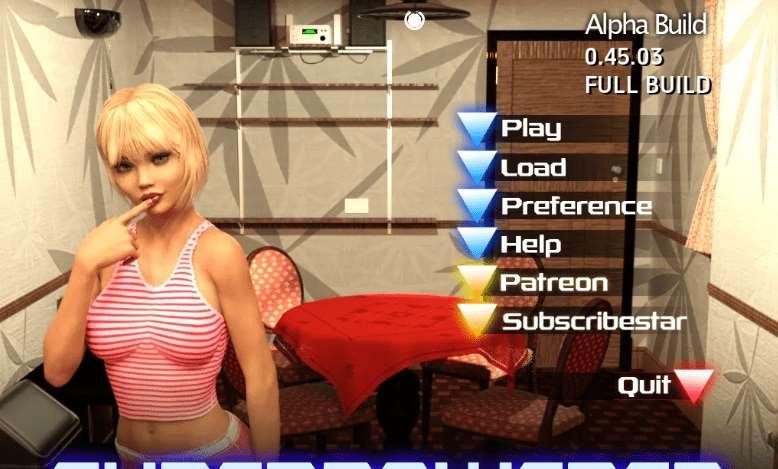 Alpha Build
0.45.03
FULL BUILD
Play
Load
Preference
Help
Patreon
Subscribestar
Quit